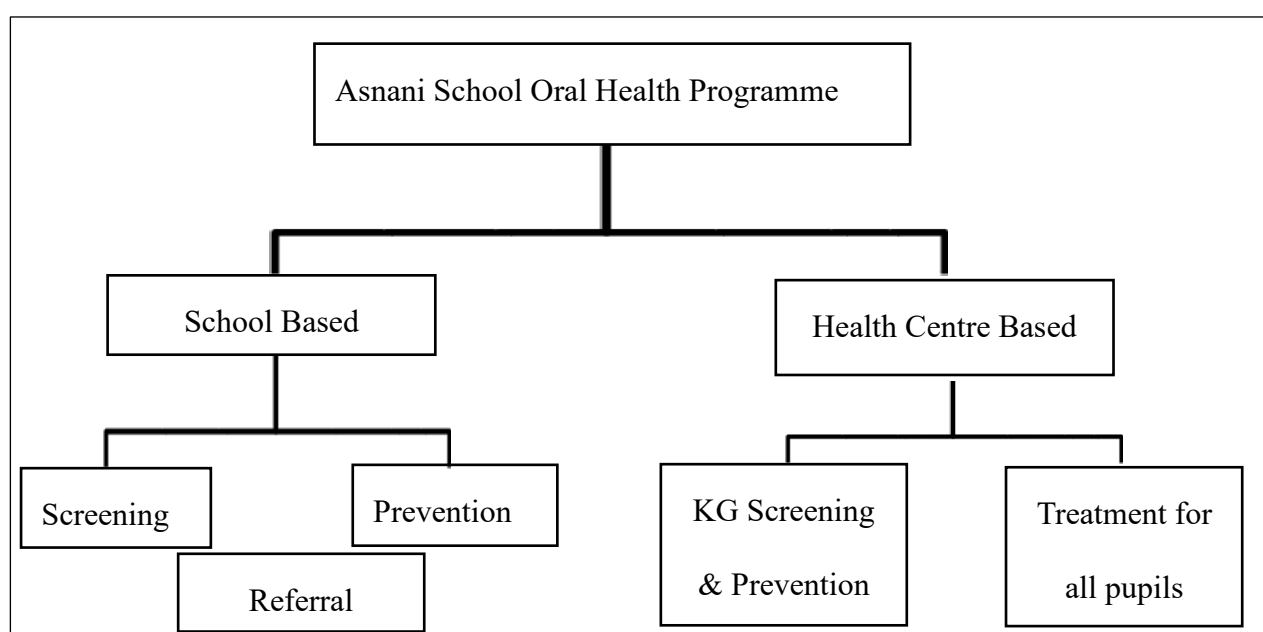 Asnani School Oral Health Programme
School Based
Health Centre Based
Screening
Prevention
Referral
KG Screening
& Prevention
Treatment for
all pupils